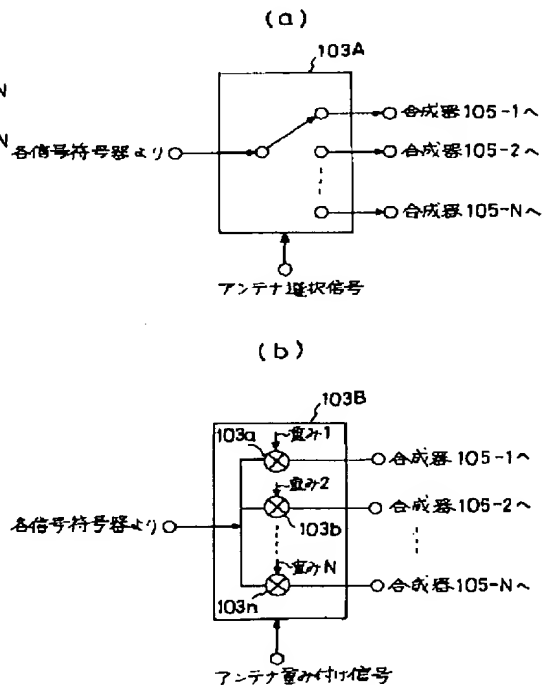 (a)
103A
N
N
各信号符号器より
合成器105-1へ
合成器105-2へ
合成器105-Nへ
アンテナ選択信号
(b)
103B
103a
重み1
合成器105-1へ
重み2
各信号符号器より
103b
合成器105-2へ
重みN
103n
合成器105-Nへ
アンテナ重み付け信号